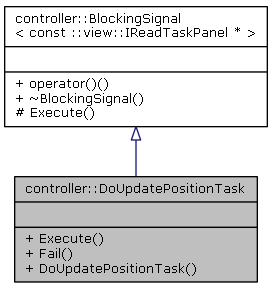 controller::BlockingSignal
< const ::view::IReadTaskPanel * >
+ operator()()
+ ~BlockingSignal()
# Execute()
controller::DoUpdatePositionTask
+ Execute()
+ Fail()
+ DoUpdatePositionTask()